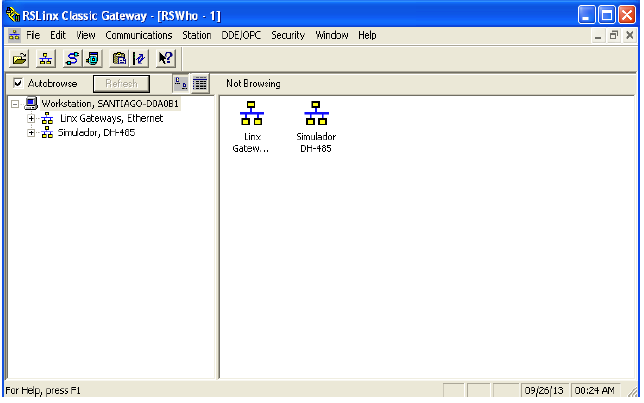 RSLinx Classic Gateway - [RSWho - 1]
File Edit View Communications Station DDE/OPC Security Window Help
Autobrowse Refresh Not Browsing
Workstation, SANTIAGO-D0A0B1
Linx Gateways, Ethernet
Simulador, DH-485
Linx Gatew...
Simulador DH-485
For Help, press F1 09/26/13 00:24 AM